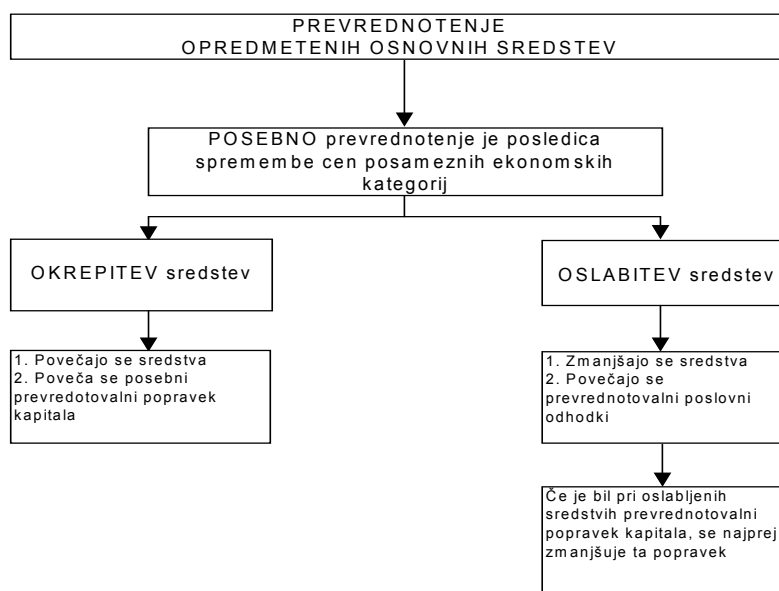 PREVREDNOTENJE
OPREDMETENIH OSNOVNIH SREDSTEV
POSEBNO prevrednotenje je posledica
spremembe cen posameznih ekonomskih
kategorij
OKREPITEV sredstev
OSLABITEV sredstev
1. Povečajo se sredstva
2. Poveča se posebni
prevredotovalni popravek
kapitala
1. Zmanjšajo se sredstva
2. Povečajo se
prevrednotovalni poslovni
odhodki
Če je bil pri oslabljenih
sredstvih prevrednotovalni
popravek kapitala, se najprej
zmanjšuje ta popravek